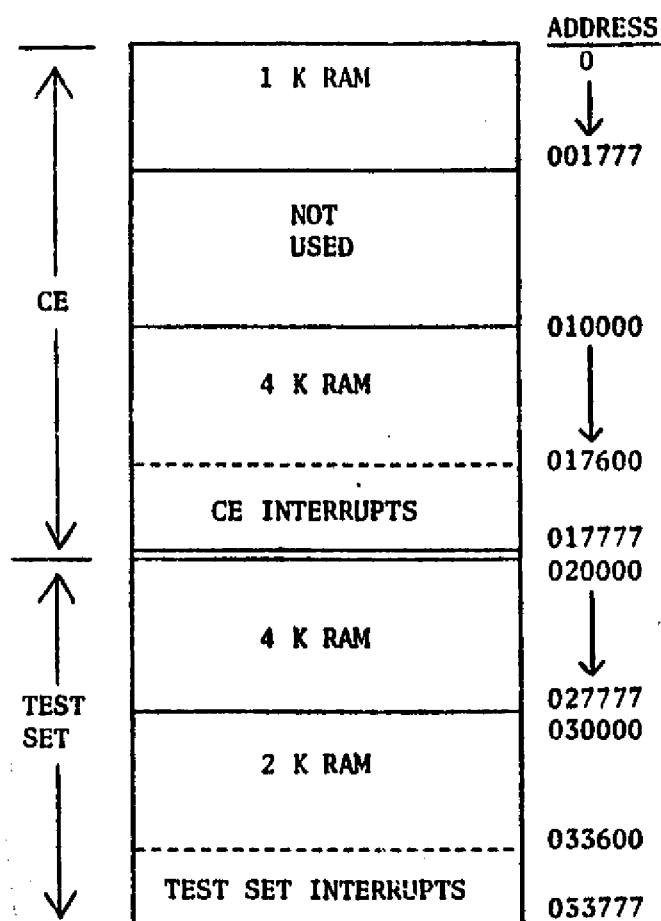 ADDRESS
0
1 K RAM
001777
NOT
USED
CE
010000
4 K RAM
017600
CE INTERRUPTS
017777
020000
4 K RAM
027777
TEST
SET
030000
2 K RAM
033600
TEST SET INTERRUPTS
053777